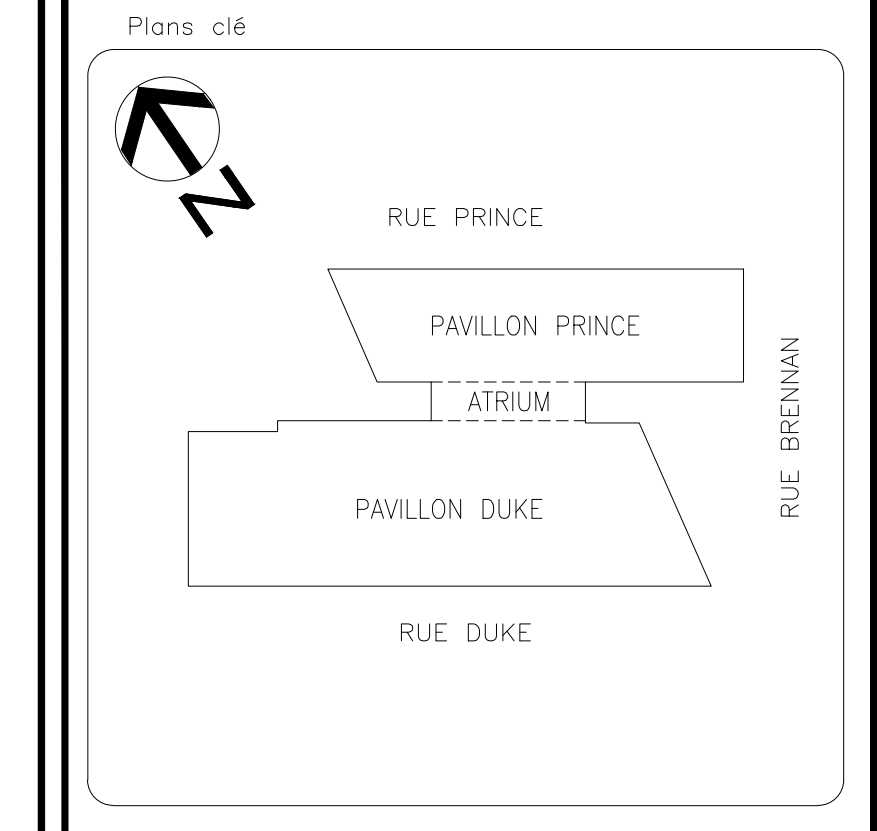 Plans clé
N
RUE PRINCE
PAVILLON PRINCE
RUE BRENNAN
ATRIUM
PAVILLON DUKE
RUE DUKE